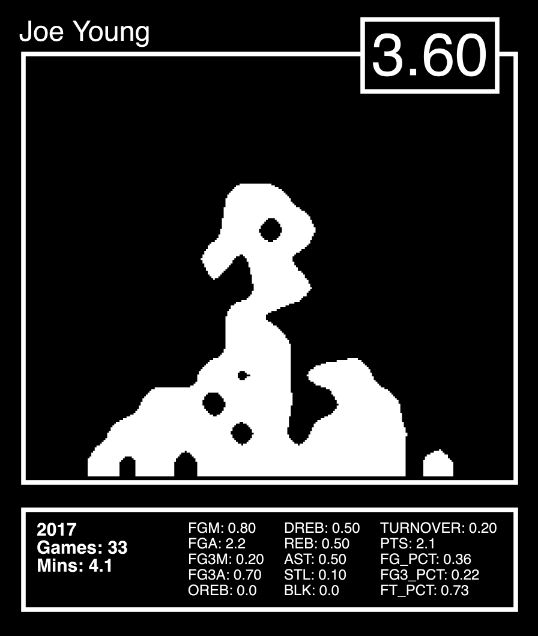 Joe Young
3.60
2017
Games: 33
Mins: 4.1
FGM: 0.80
FGA: 2.2
FG3M: 0.20
FG3A: 0.70
OREB: 0.0
DREB: 0.50
REB: 0.50
AST: 0.50
STL: 0.10
BLK: 0.0
TURNOVER: 0.20
PTS: 2.1
FG_PCT: 0.36
FG3_PCT: 0.22
FT_PCT: 0.73